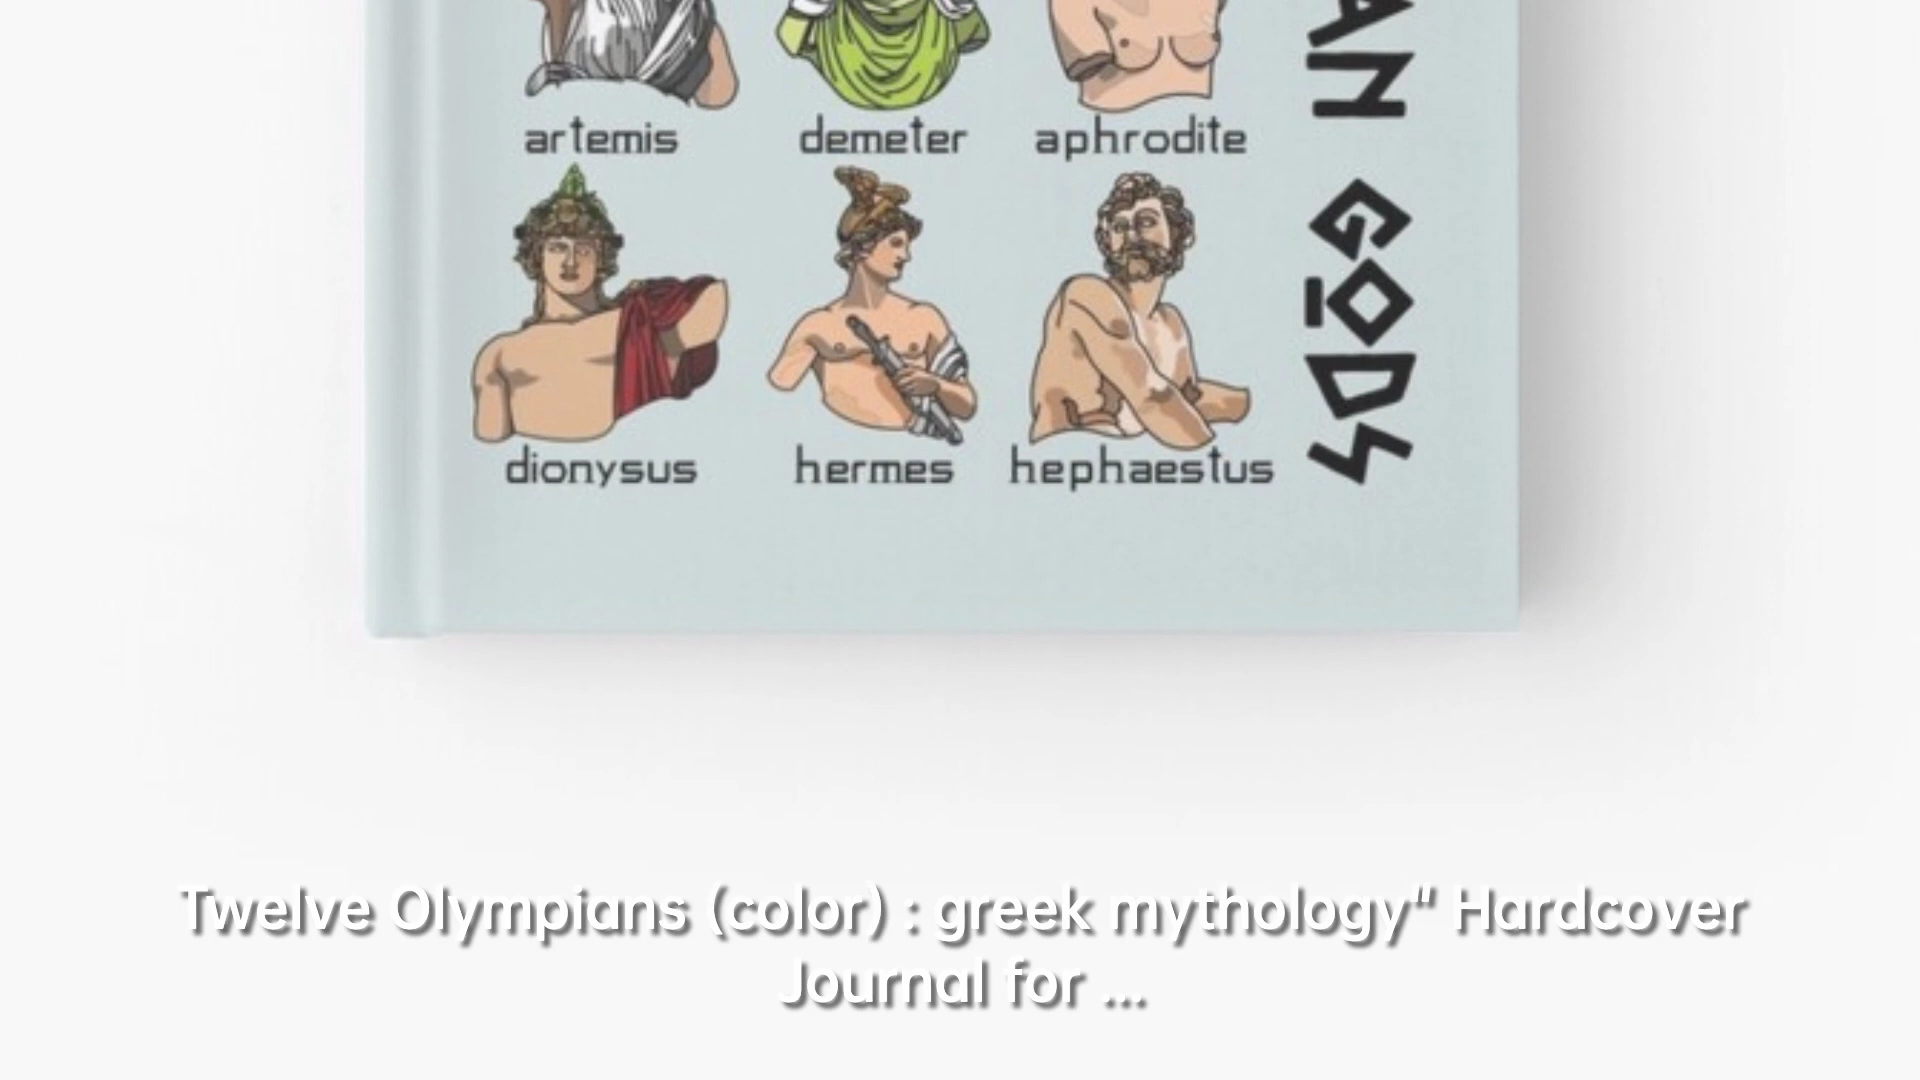 artemis demeter aphrodite
dionysus hermes hephaestus
AN GODS
Twelve Olympians (color) : greek mythology" Hardcover
Journal for ...